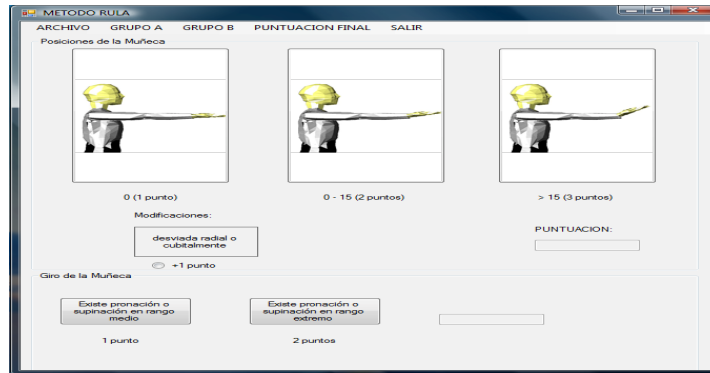 METODO RULA
ARCHIVO GRUPO A GRUPO B PUNTUACION FINAL SALIR
Posiciones de la Muñeca
0 (1 punto) 0 - 15 (2 puntos) > 15 (3 puntos)
Modificaciones:
desviada radial o
cubitalmente
+1 punto
PUNTUACION:
Giro de la Muñeca
Existe pronación o
supinación en rango
medio
1 punto
Existe pronación o
supinación en rango
extremo
2 puntos